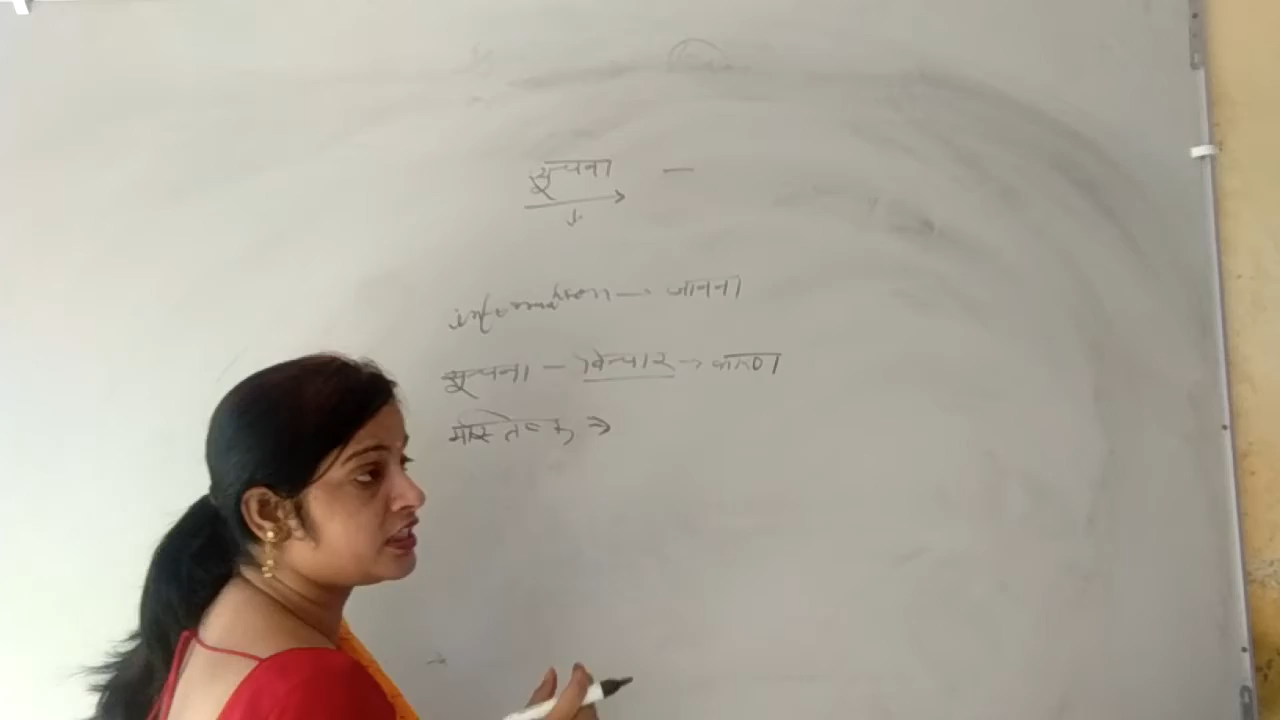 सूचना —
information — जानना
सूचना — विचार → कारण
मस्तिष्क ⇒